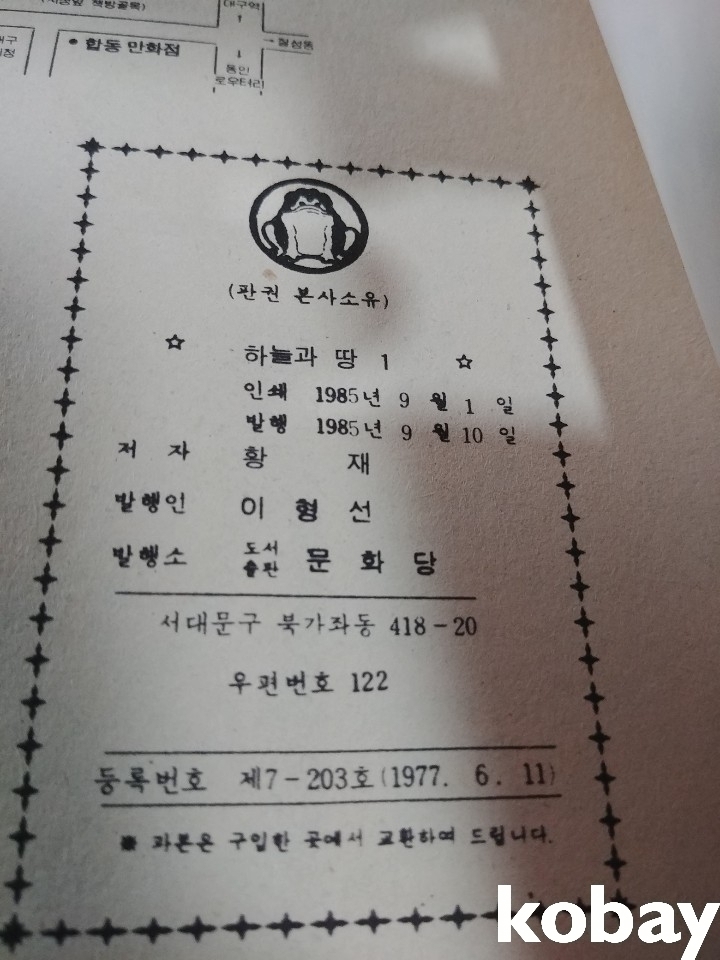 책방골목)
대구역
합동 만화점
→ 칠성동
통인
로우터리
(판권 본사소유)
☆ 하늘과 땅 1 ☆
인쇄 1985년 9 월 1 일
발행 1985년 9 월 10 일
저 자 황 재
발행인 이 형 선
발행소 도서출판 문 화 당
서대문구 북가좌동 418-20
우편번호 122
등록번호 제7-203호(1977. 6. 11)
※ 파본은 구입한 곳에서 교환하여 드립니다.
kobay